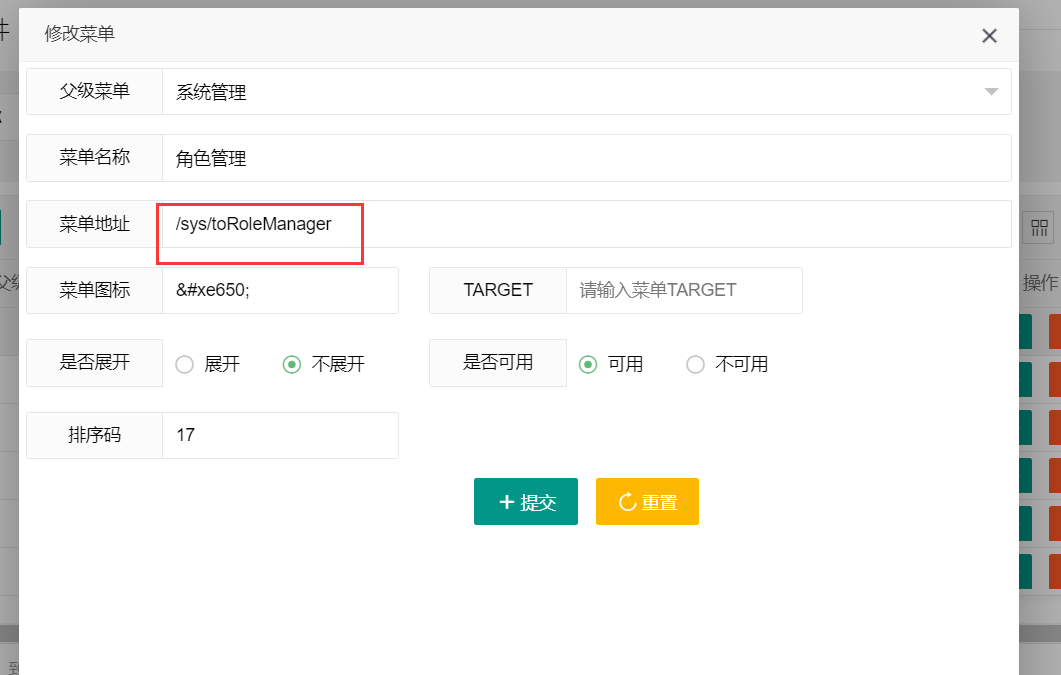 修改菜单
父级菜单 系统管理
菜单名称 角色管理
菜单地址 /sys/toRoleManager
菜单图标 &#xe650; TARGET 请输入菜单TARGET
操作
是否展开 展开 不展开 是否可用 可用 不可用
排序码 17
提交 重置